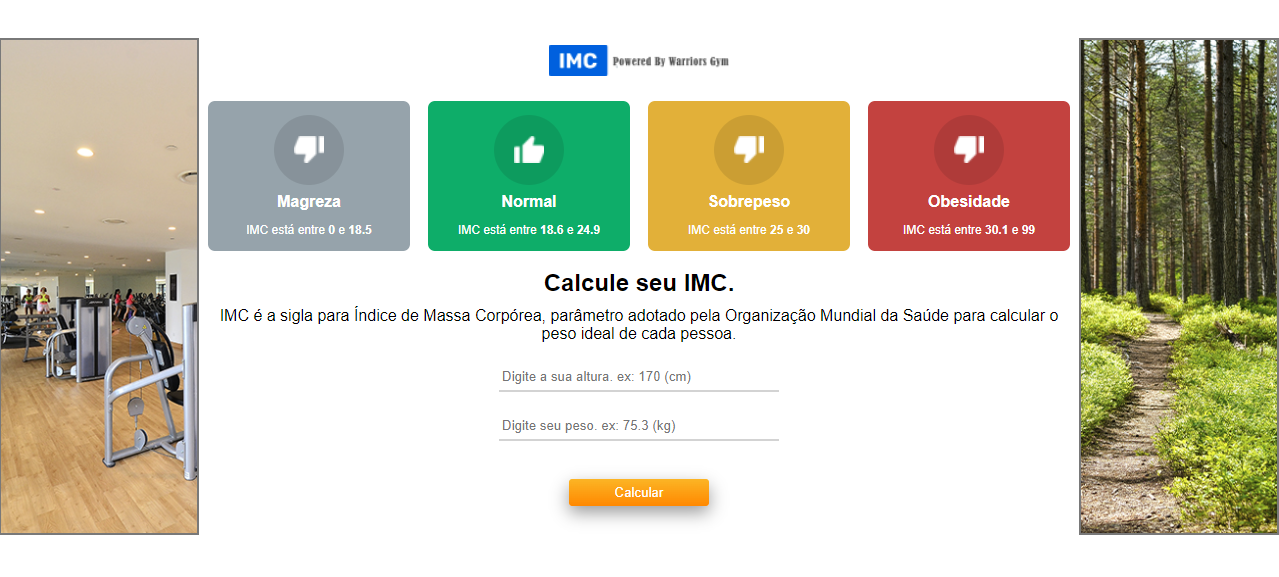 IMC Powered By Warriors Gym
Magreza
IMC está entre 0 e 18.5
Normal
IMC está entre 18.6 e 24.9
Sobrepeso
IMC está entre 25 e 30
Obesidade
IMC está entre 30.1 e 99
Calcule seu IMC.
IMC é a sigla para Índice de Massa Corpórea, parâmetro adotado pela Organização Mundial da Saúde para calcular o
peso ideal de cada pessoa.
Digite a sua altura. ex: 170 (cm)
Digite seu peso. ex: 75.3 (kg)
Calcular